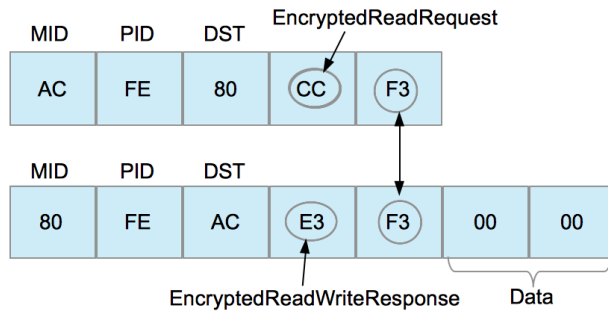 EncryptedReadRequest
MID PID DST
AC FE 80 CC F3
MID PID DST
80 FE AC E3 F3 00 00
EncryptedReadWriteResponse Data